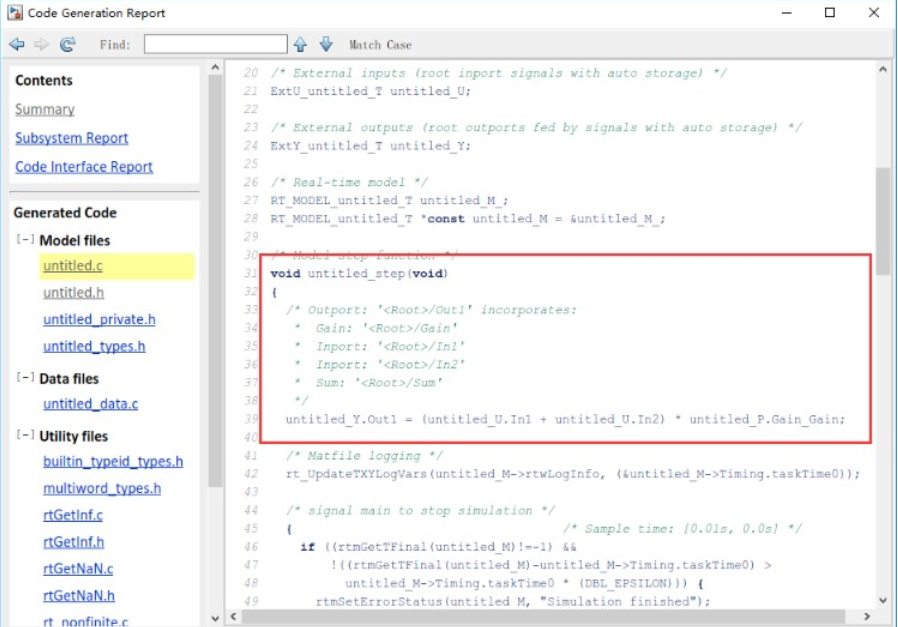 Code Generation Report
Find:
Match Case
Contents
Summary
Subsystem Report
Code Interface Report
Generated Code
[-] Model files
untitled.c
untitled.h
untitled_private.h
untitled_types.h
[-] Data files
untitled_data.c
[-] Utility files
builtin_typeid_types.h
multiword_types.h
rtGetInf.c
rtGetInf.h
rtGetNaN.c
rtGetNaN.h
rt_nonfinite.c
20 /* External inputs (root inport signals with auto storage) */
21 ExtU_untitled_T untitled_U;
22
23 /* External outputs (root outports fed by signals with auto storage) */
24 ExtY_untitled_T untitled_Y;
25
26 /* Real-time model */
27 RT_MODEL_untitled_T untitled_M_;
28 RT_MODEL_untitled_T *const untitled_M = &untitled_M_;
29
30 /* Model step function */
31 void untitled_step(void)
32 {
33   /* Outport: '<Root>/Out1' incorporates:
34    *  Gain: '<Root>/Gain'
35    *  Inport: '<Root>/In1'
36    *  Inport: '<Root>/In2'
37    *  Sum: '<Root>/Sum'
38    */
39   untitled_Y.Out1 = (untitled_U.In1 + untitled_U.In2) * untitled_P.Gain_Gain;
40
41   /* Matfile logging */
42   rt_UpdateTXYLogVars(untitled_M->rtwLogInfo, (&untitled_M->Timing.taskTime0));
43
44   /* signal main to stop simulation */
45   {                                    /* Sample time: [0.01s, 0.0s] */
46     if ((rtmGetTFinal(untitled_M)!=-1) &&
47         !((rtmGetTFinal(untitled_M)-untitled_M->Timing.taskTime0) >
48           untitled_M->Timing.taskTime0 * (DBL_EPSILON))) {
49       rtmSetErrorStatus(untitled_M, "Simulation finished");